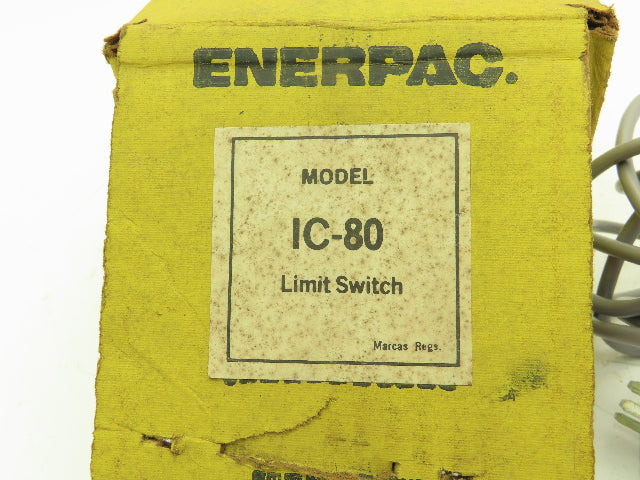 ENERPAC.
MODEL
IC-80
Limit Switch
Marcas Regs.